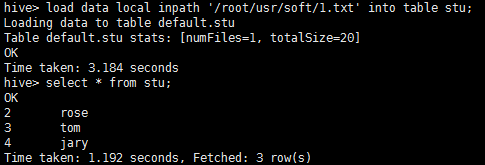 hive> load data local inpath '/root/usr/soft/1.txt' into table stu;
Loading data to table default.stu
Table default.stu stats: [numFiles=1, totalSize=20]
OK
Time taken: 3.184 seconds
hive> select * from stu;
OK
2       rose
3       tom
4       jary
Time taken: 1.192 seconds, Fetched: 3 row(s)